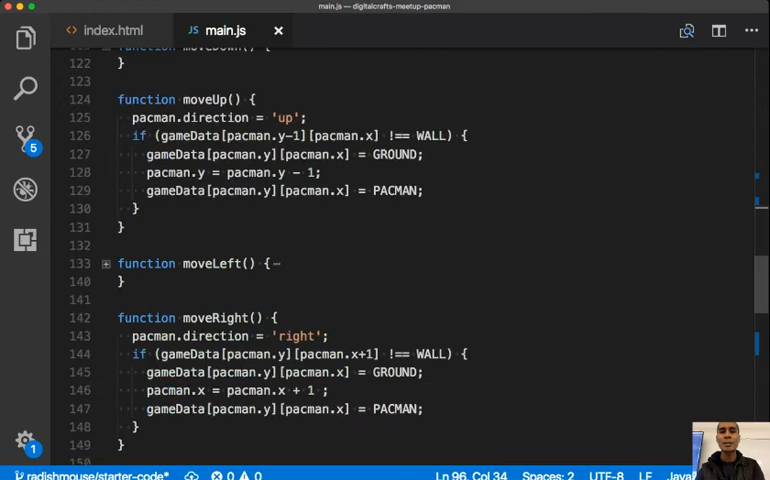 main.js — digitalcrafts-meetup-pacman
<> index.html JS main.js ×
function moveDown() {
122 }
123
124 function moveUp() {
125 pacman.direction = 'up';
126 if (gameData[pacman.y-1][pacman.x] !== WALL) {
127 gameData[pacman.y][pacman.x] = GROUND;
128 pacman.y = pacman.y - 1;
129 gameData[pacman.y][pacman.x] = PACMAN;
130 }
131 }
132
133 function moveLeft() { ⋯
140 }
141
142 function moveRight() {
143 pacman.direction = 'right';
144 if (gameData[pacman.y][pacman.x+1] !== WALL) {
145 gameData[pacman.y][pacman.x] = GROUND;
146 pacman.x = pacman.x + 1 ;
147 gameData[pacman.y][pacman.x] = PACMAN;
148 }
149 }
150
5
1
radishmouse/starter-code* 0 0 Ln 96, Col 34 Spaces: 2 UTF-8 LF